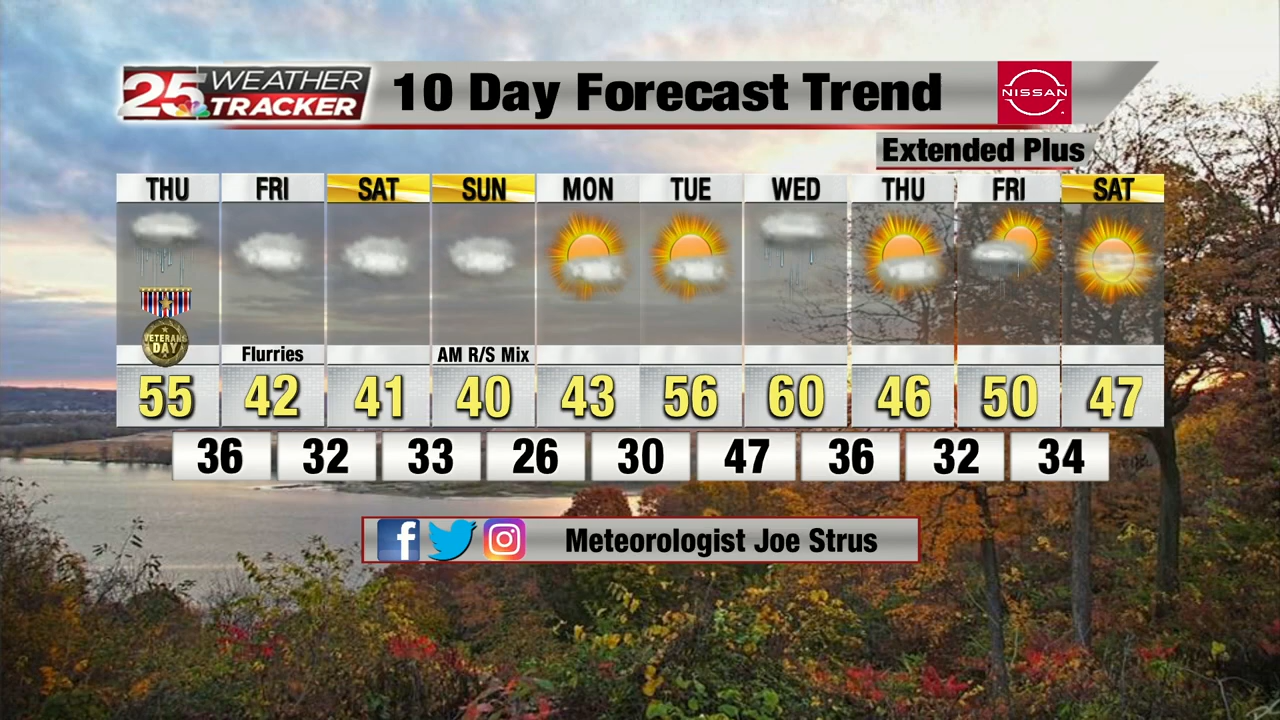 25 WEATHER TRACKER 10 Day Forecast Trend NISSAN
Extended Plus
THU FRI SAT SUN MON TUE WED THU FRI SAT
VETERANS
DAY
Flurries AM R/S Mix
55 42 41 40 43 56 60 46 50 47
36 32 33 26 30 47 36 32 34
Meteorologist Joe Strus